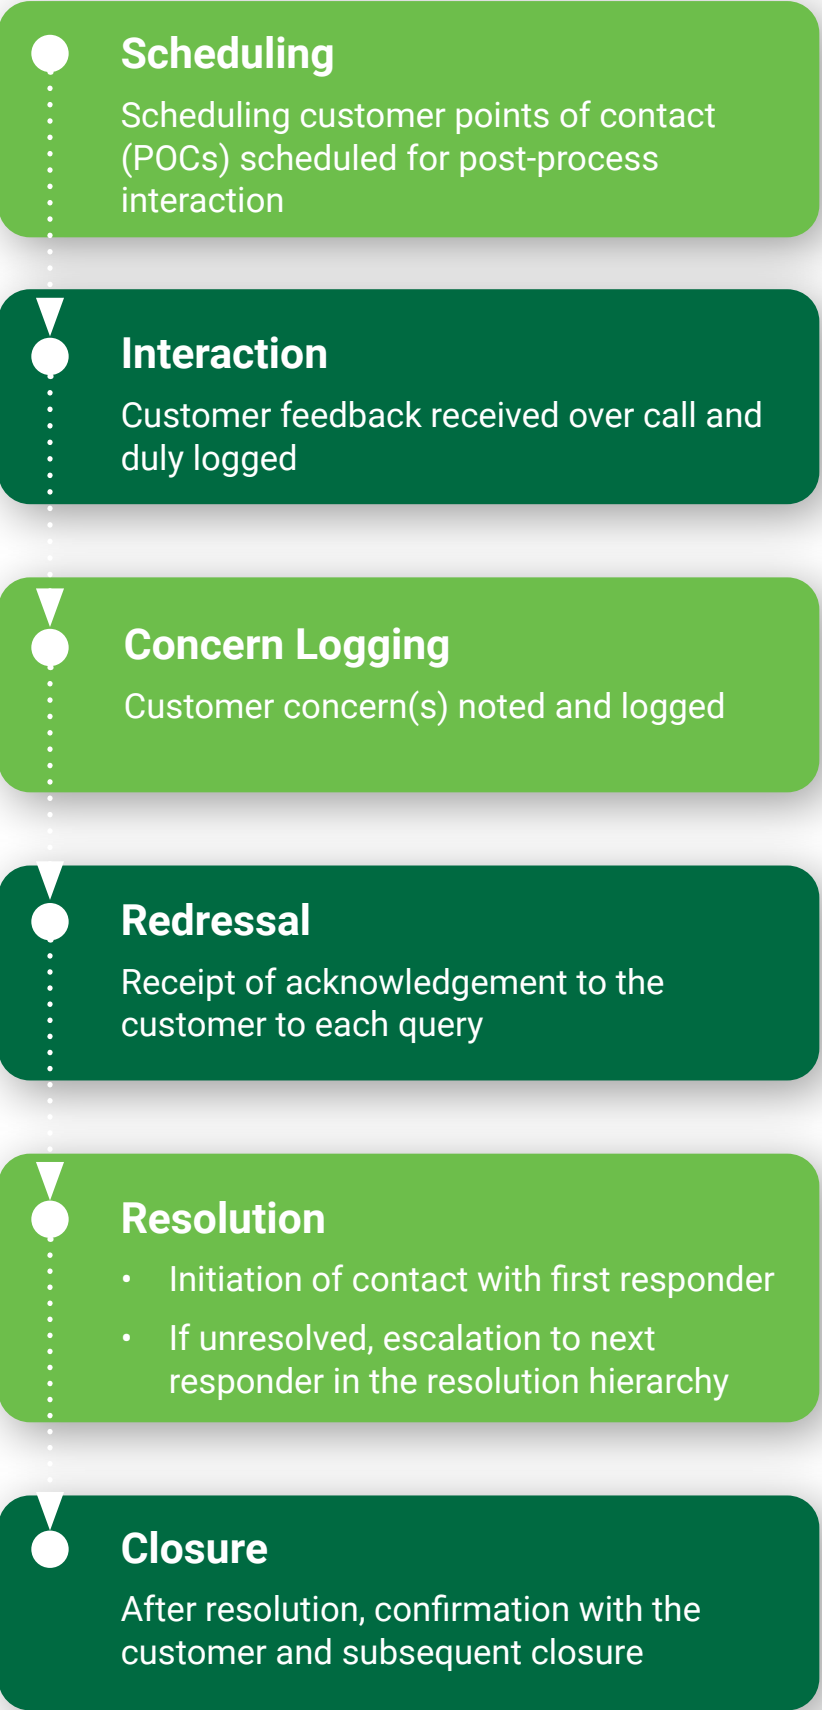 Scheduling
Scheduling customer points of contact
(POCs) scheduled for post-process
interaction
Interaction
Customer feedback received over call and
duly logged
Concern Logging
Customer concern(s) noted and logged
Redressal
Receipt of acknowledgement to the
customer to each query
Resolution
• Initiation of contact with first responder
• If unresolved, escalation to next
responder in the resolution hierarchy
Closure
After resolution, confirmation with the
customer and subsequent closure